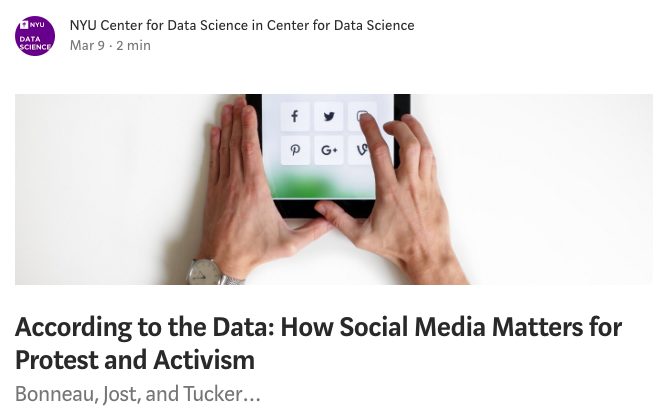 NYU
DATA
SCIENCE
NYU Center for Data Science in Center for Data Science
Mar 9 · 2 min
f
G+
According to the Data: How Social Media Matters for
Protest and Activism
Bonneau, Jost, and Tucker…